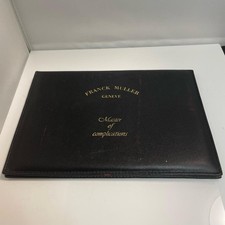 FRANCK MULLER
GENEVE
Master
of
complications